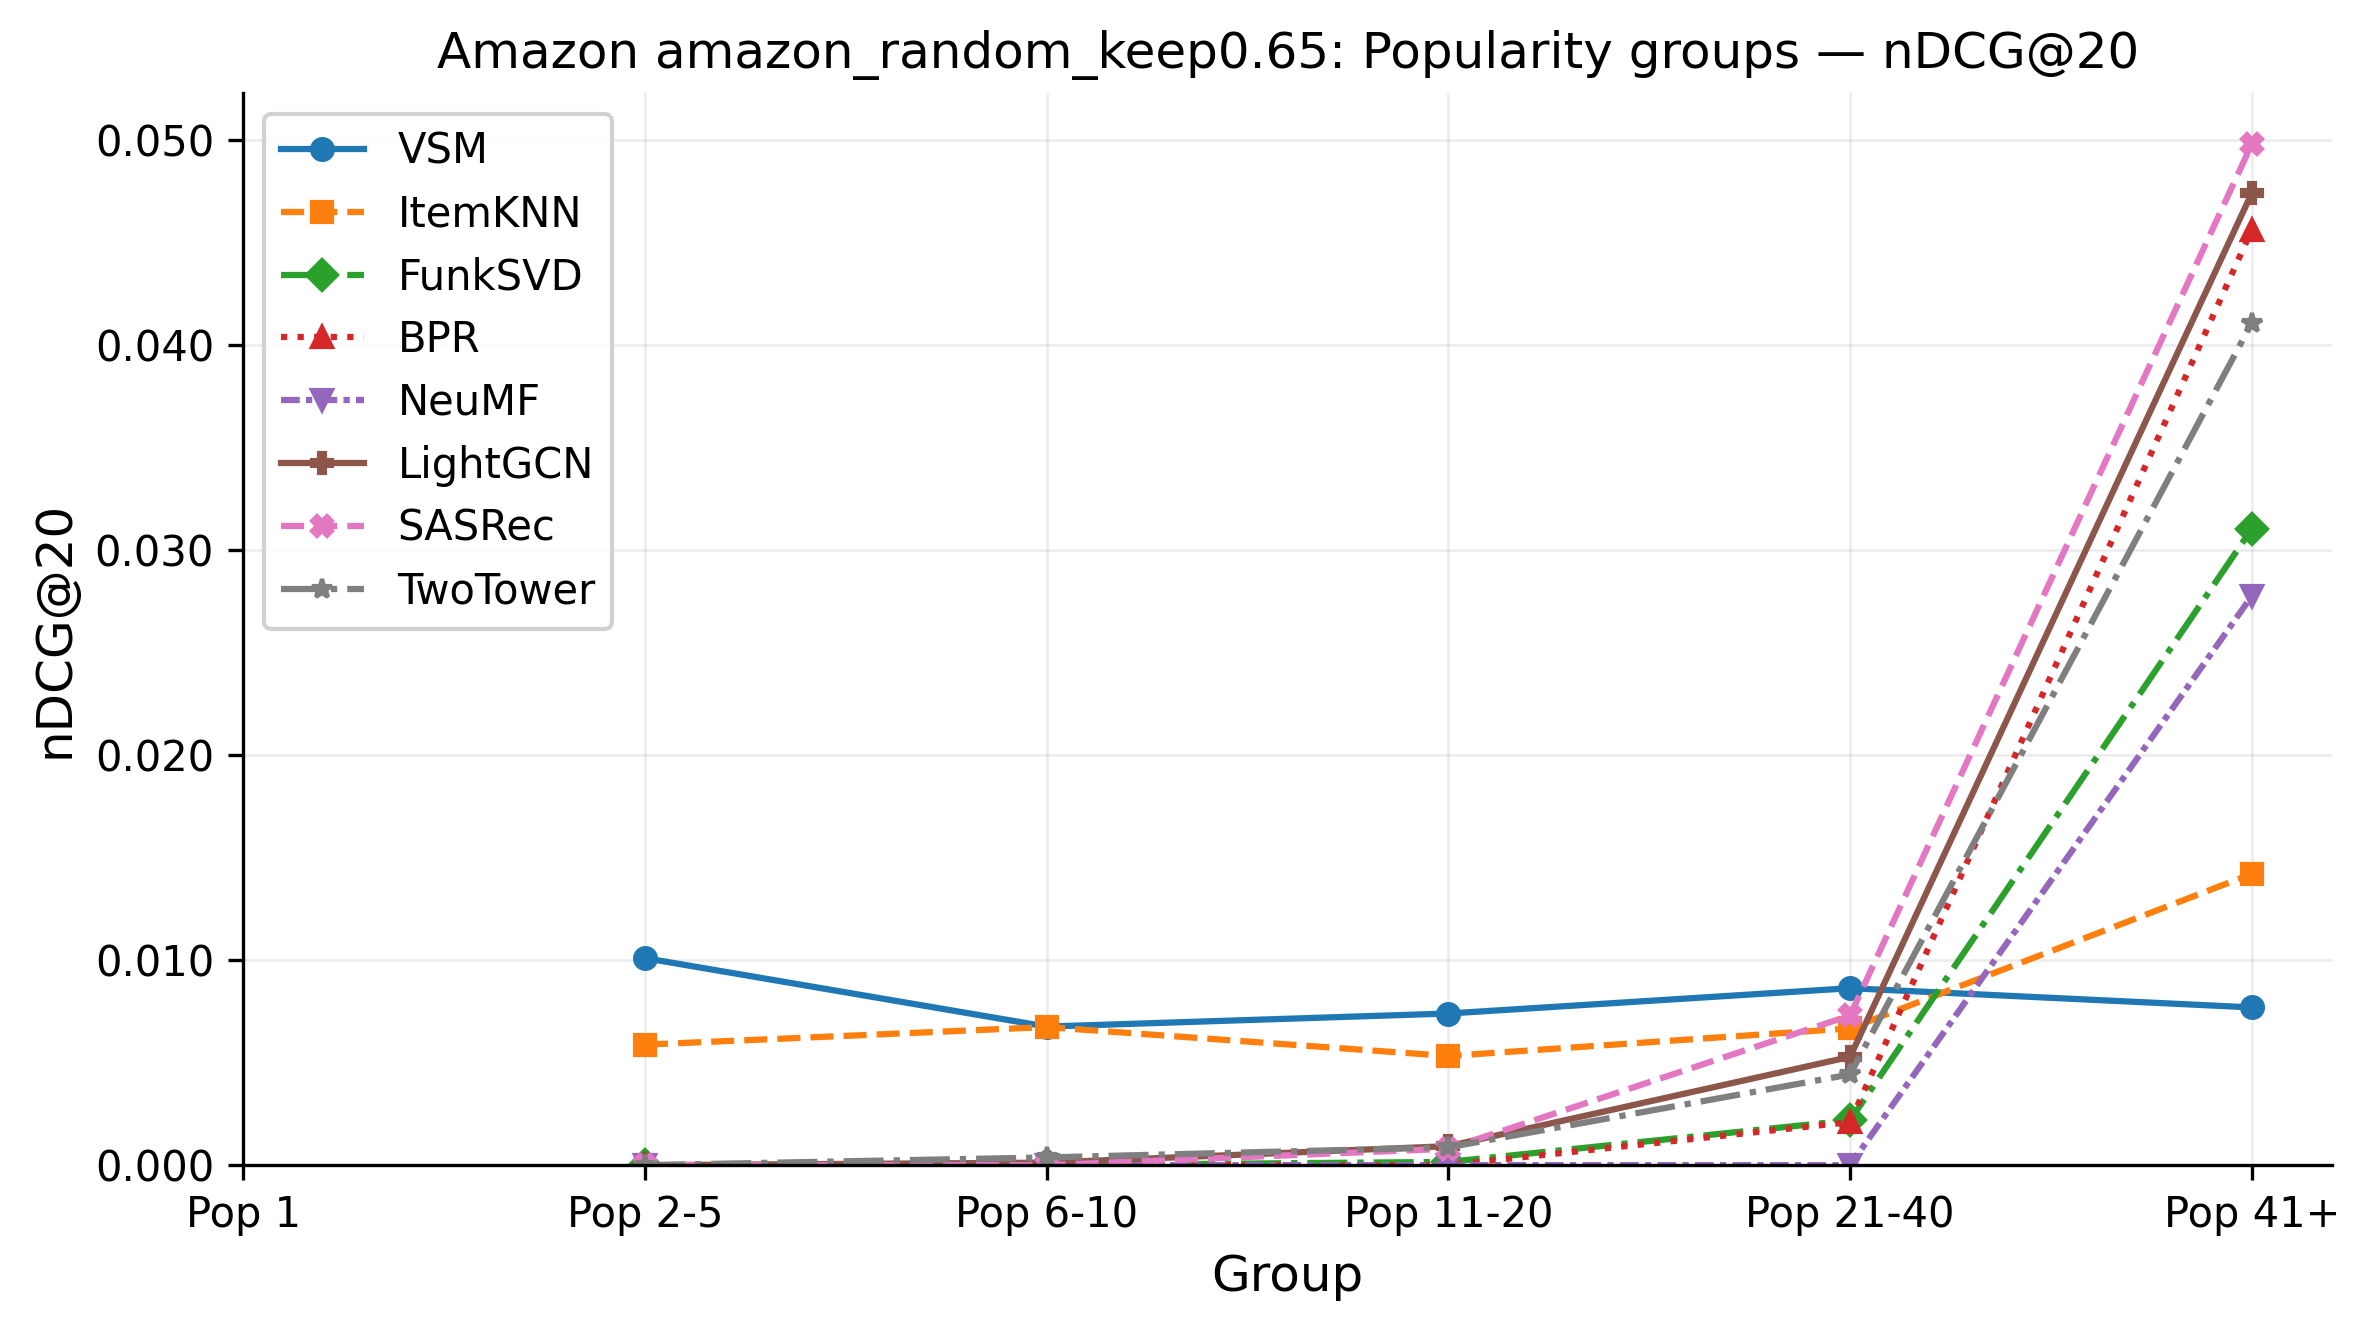 Amazon amazon_random_keep0.65: Popularity groups — nDCG@20
VSM
ItemKNN
FunkSVD
BPR
NeuMF
LightGCN
SASRec
TwoTower
nDCG@20
0.050
0.040
0.030
0.020
0.010
0.000
Pop 1
Pop 2-5
Pop 6-10
Pop 11-20
Pop 21-40
Pop 41+
Group